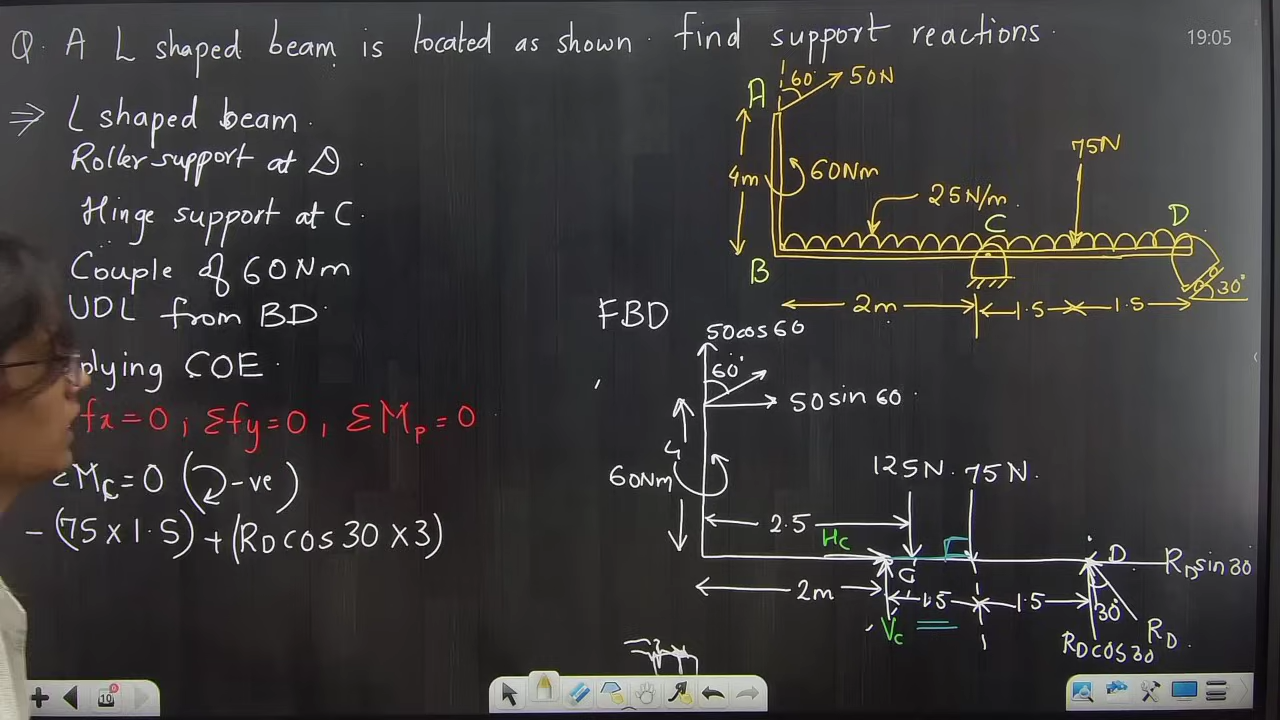 Q. A L shaped beam is located as shown. find support reactions.
19:05
⇒ L shaped beam.
Roller support at D.
Hinge support at C.
Couple of 60Nm
UDL from BD.
plying COE.
fx = 0 ; Σfy = 0 , ΣMp = 0
ΣMc = 0 (↻ -ve)
- (75 × 1.5) + (RD cos 30 × 3)
A
60°
50N
4m
60Nm
25N/m.
75N
C
D
B
30°
2m
1.5
1.5
FBD
50cos60
60°
50 sin 60.
4
60Nm
125N.
75N.
2.5
Hc
C
D
RD sin 30
2m
1.5
1.5
30°
Vc
RD cos 30
RD.
10